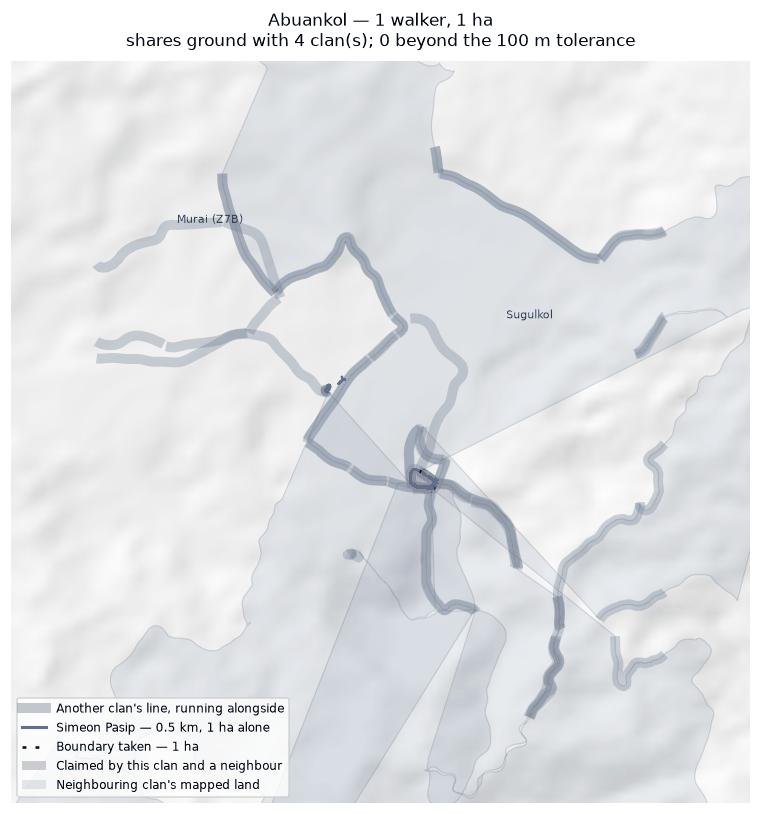 Abuankol — 1 walker, 1 ha
shares ground with 4 clan(s); 0 beyond the 100 m tolerance
Murai (Z7B)
Sugulkol
Another clan's line, running alongside
Simeon Pasip — 0.5 km, 1 ha alone
Boundary taken — 1 ha
Claimed by this clan and a neighbour
Neighbouring clan's mapped land